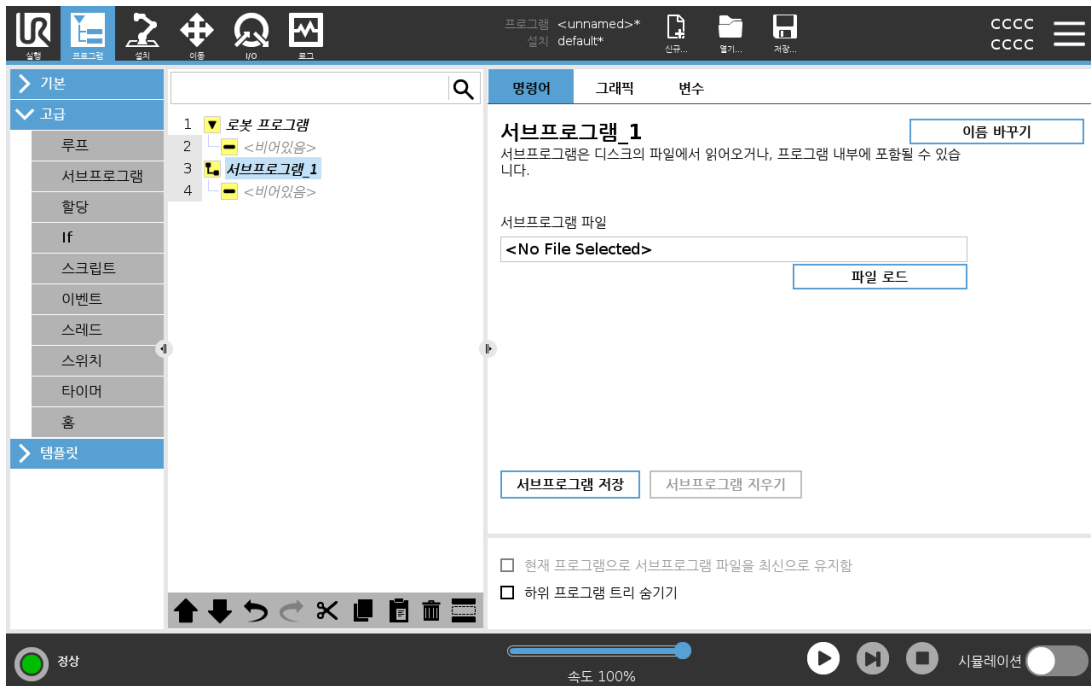 UR
실행
프로그램
설치
이동
I/O
로그
프로그램 <unnamed>*
설치 default*
신규...
열기...
저장...
CCCC
CCCC
기본
고급
루프
서브프로그램
할당
If
스크립트
이벤트
스레드
스위치
타이머
홈
템플릿
1 로봇 프로그램
2 <비어있음>
3 서브프로그램_1
4 <비어있음>
명령어 그래픽 변수
서브프로그램_1
이름 바꾸기
서브프로그램은 디스크의 파일에서 읽어오거나, 프로그램 내부에 포함될 수 있습
니다.
서브프로그램 파일
<No File Selected>
파일 로드
서브프로그램 저장
서브프로그램 지우기
현재 프로그램으로 서브프로그램 파일을 최신으로 유지함
하위 프로그램 트리 숨기기
정상
속도 100%
시뮬레이션